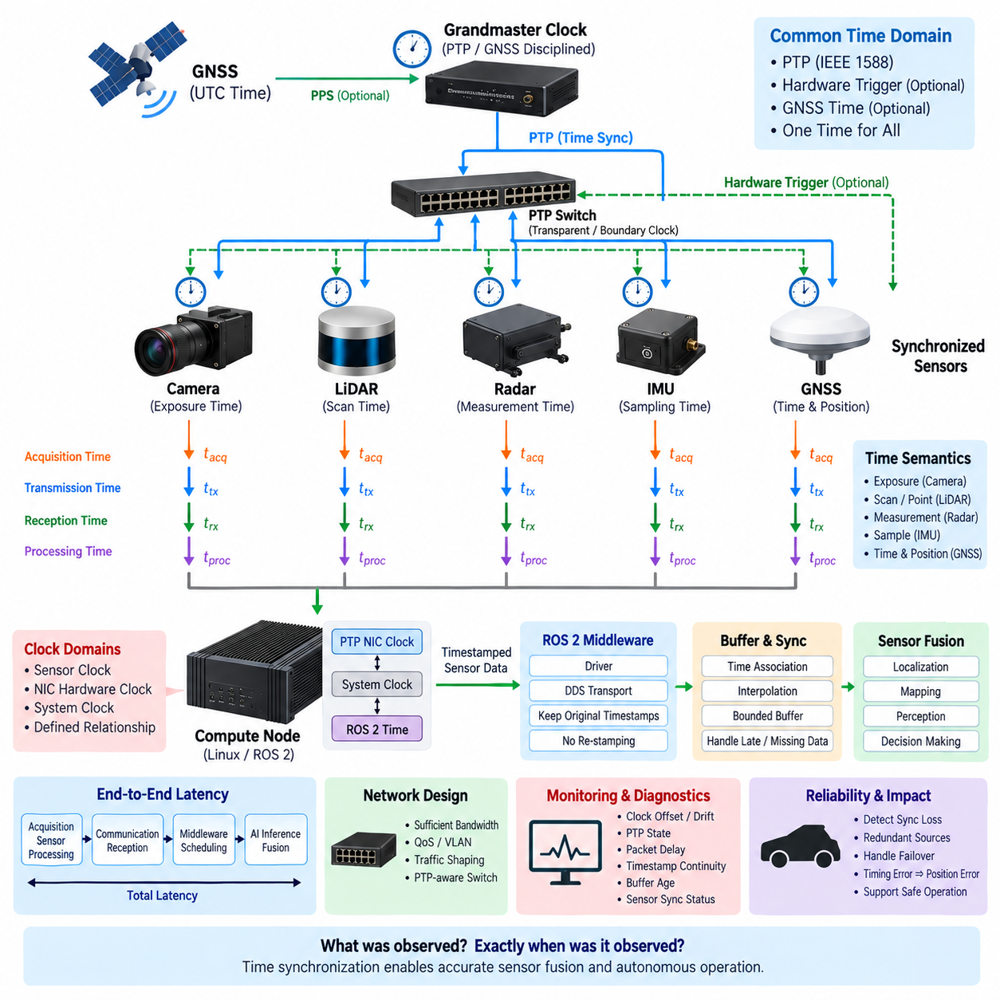 GNSS
(UTC Time)
PPS (Optional)
Grandmaster Clock
(PTP / GNSS Disciplined)
Common Time Domain
• PTP (IEEE 1588)
• Hardware Trigger (Optional)
• GNSS Time (Optional)
• One Time for All
PTP (Time Sync)
Hardware Trigger (Optional)
PTP Switch
(Transparent / Boundary Clock)
Camera
(Exposure Time)
LiDAR
(Scan Time)
Radar
(Measurement Time)
IMU
(Sampling Time)
GNSS
(Time & Position)
Synchronized
Sensors
Acquisition Time
t_acq t_acq t_acq t_acq t_acq
Transmission Time
t_tx t_tx t_tx t_tx t_tx
Reception Time
t_rx t_rx t_rx t_rx t_rx
Processing Time
t_proc t_proc t_proc t_proc t_proc
Time Semantics
• Exposure (Camera)
• Scan / Point (LiDAR)
• Measurement (Radar)
• Sample (IMU)
• Time & Position (GNSS)
Clock Domains
• Sensor Clock
• NIC Hardware Clock
• System Clock
• Defined Relationship
Compute Node
(Linux / ROS 2)
PTP NIC Clock
System Clock
ROS 2 Time
Timestamped
Sensor Data
ROS 2 Middleware
Driver
DDS Transport
Keep Original Timestamps
No Re-stamping
Buffer & Sync
Time Association
Interpolation
Bounded Buffer
Handle Late / Missing Data
Sensor Fusion
Localization
Mapping
Perception
Decision Making
End-to-End Latency
Acquisition
Sensor
Processing
Communication
Reception
Middleware
Scheduling
AI Inference
Fusion
Total Latency
Network Design
• Sufficient Bandwidth
• QoS / VLAN
• Traffic Shaping
• PTP-aware Switch
Monitoring & Diagnostics
• Clock Offset / Drift
• PTP State
• Packet Delay
• Timestamp Continuity
• Buffer Age
• Sensor Sync Status
Reliability & Impact
• Detect Sync Loss
• Redundant Sources
• Handle Failover
• Timing Error ⇒ Position Error
• Support Safe Operation
What was observed? Exactly when was it observed?
Time synchronization enables accurate sensor fusion and autonomous operation.